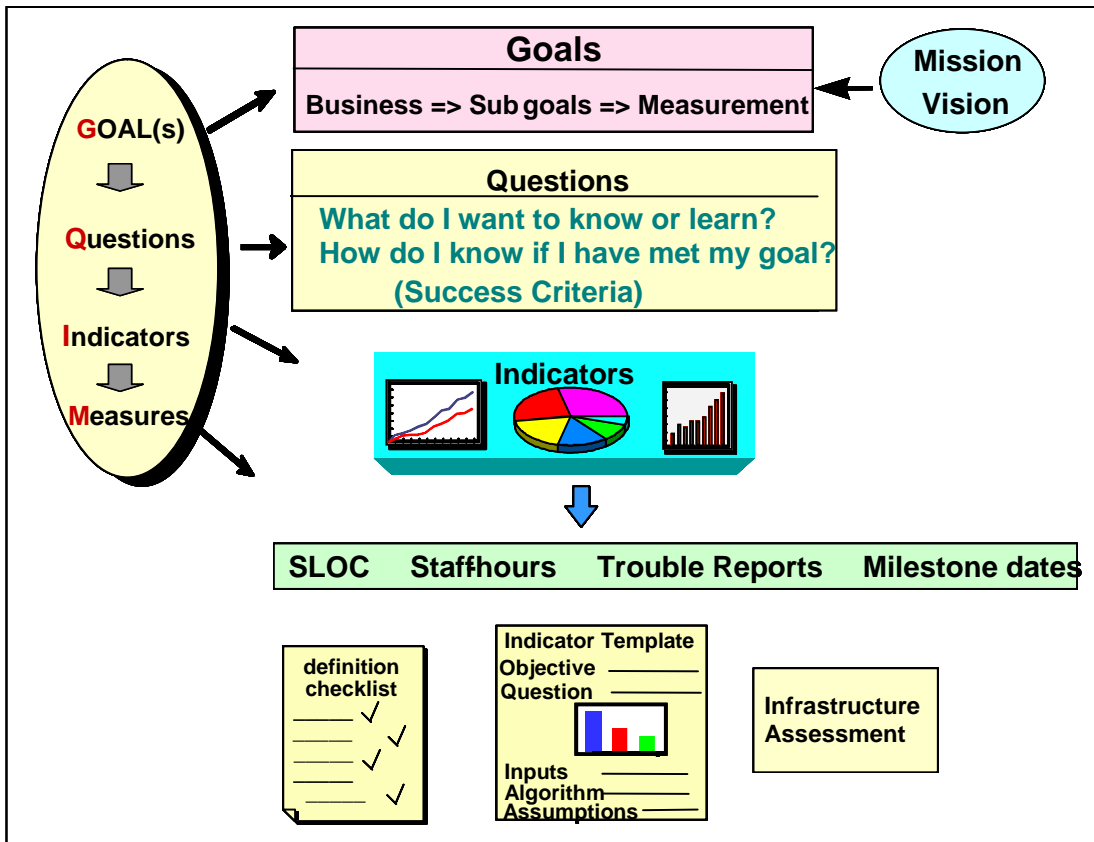 GOAL(s)
Questions
Indicators
Measures
Goals
Business => Sub goals => Measurement
Mission
Vision
Questions
What do I want to know or learn?
How do I know if I have met my goal?
(Success Criteria)
Indicators
SLOC Staff-hours Trouble Reports Milestone dates
definition
checklist
Indicator Template
Objective
Question
Inputs
Algorithm
Assumptions
Infrastructure
Assessment